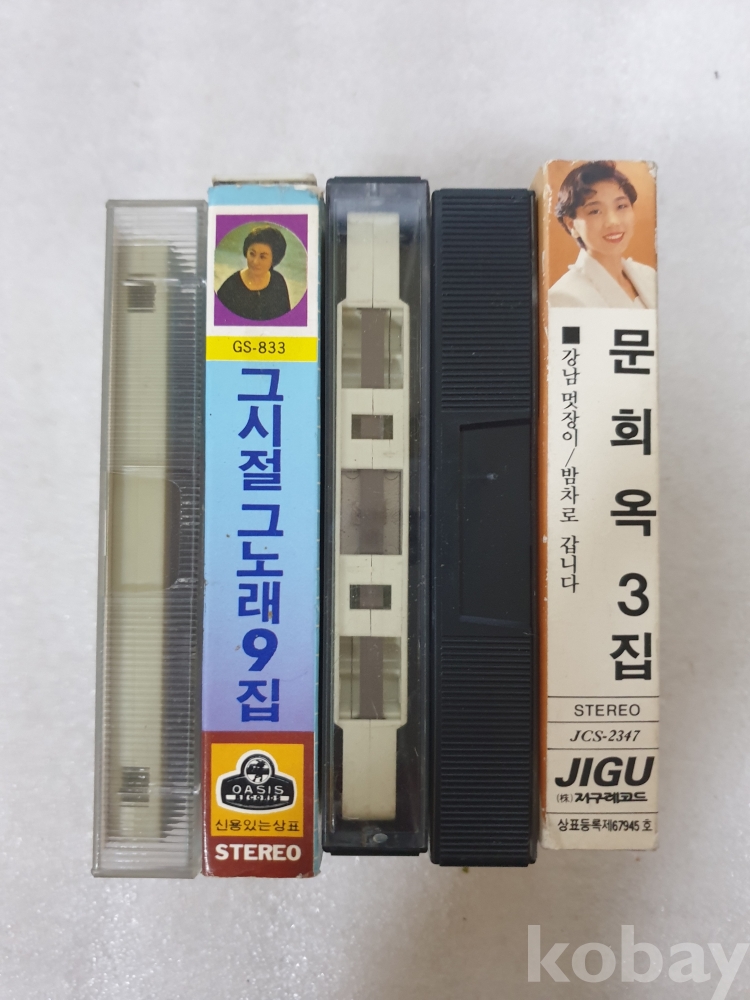 GS-833
그시절 그노래 9 집
OASIS
RECORDS
신용있는상표
STEREO
문희옥 3집
■ 강남 멋장이/밤차로 갑니다
STEREO
JCS-2347
JIGU
(株) 지구레코드
상표등록제67945호
kobay